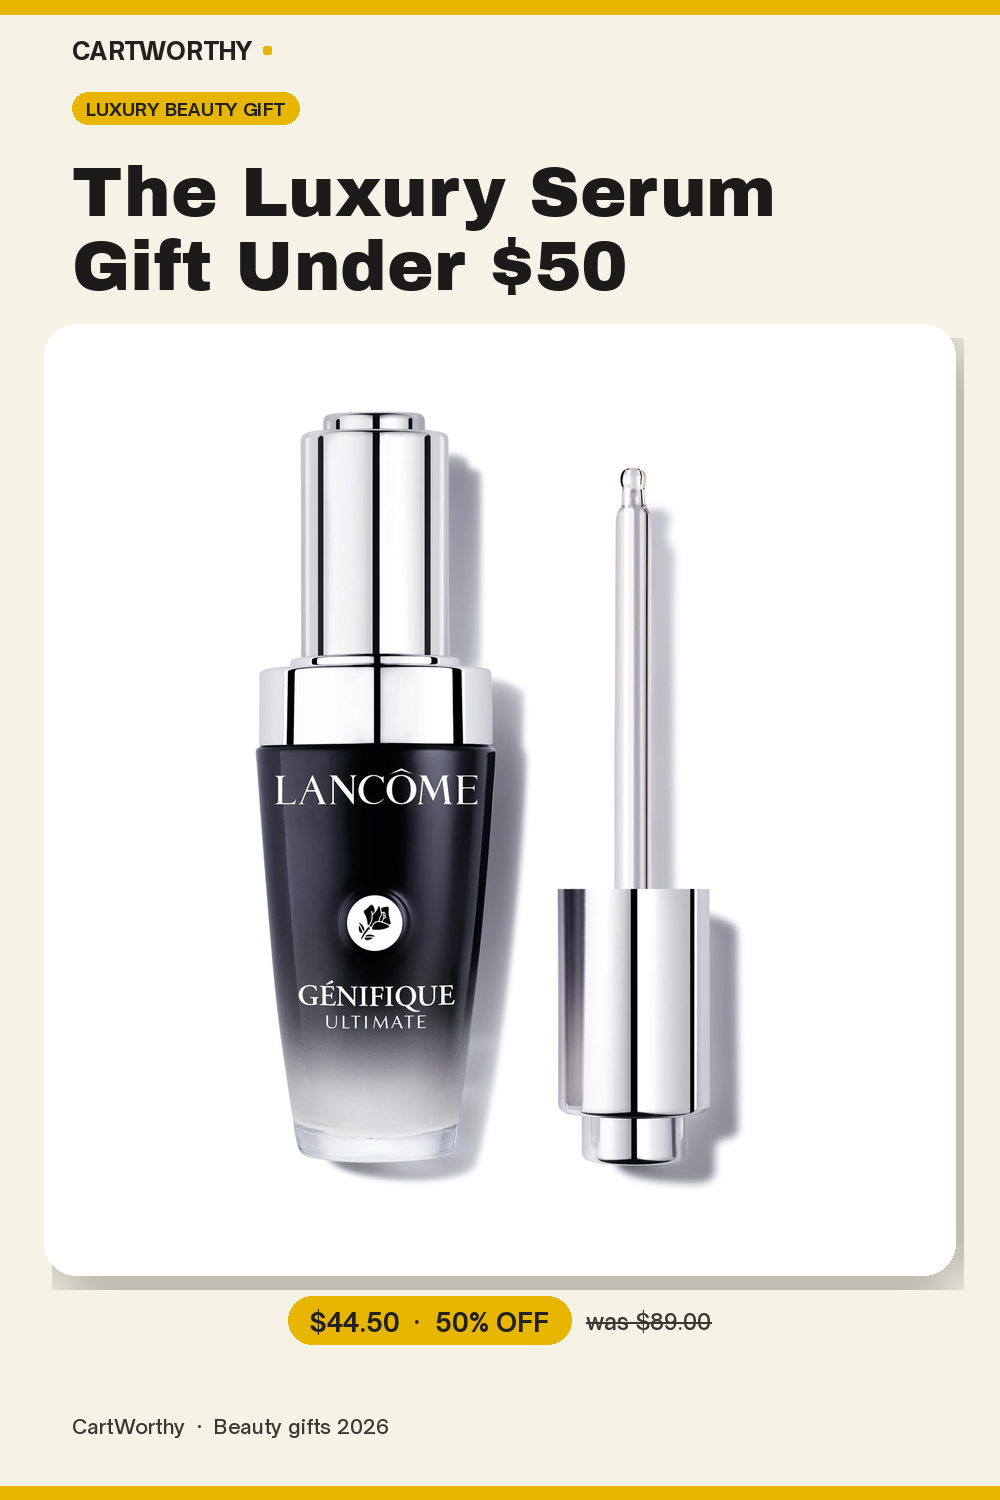 CARTWORTHY
LUXURY BEAUTY GIFT
The Luxury Serum
Gift Under $50
LANCÔME
GÉNIFIQUE
ULTIMATE
$44.50 · 50% OFF was $89.00
CartWorthy · Beauty gifts 2026